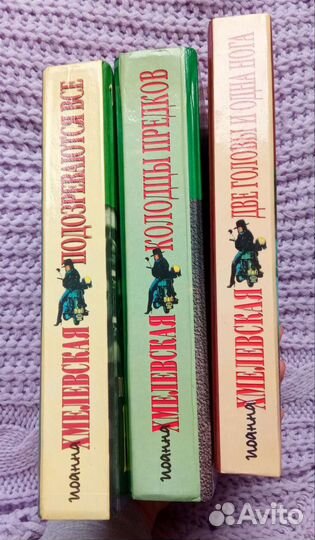 иоанна ХМЕЛЕВСКАЯ ПОДОЗРЕВАЮТСЯ ВСЕ
иоанна ХМЕЛЕВСКАЯ КОЛОДЦЫ ПРЕДКОВ
иоанна ХМЕЛЕВСКАЯ ДВЕ ГОЛОВЫ И ОДНА НОГА
Avito